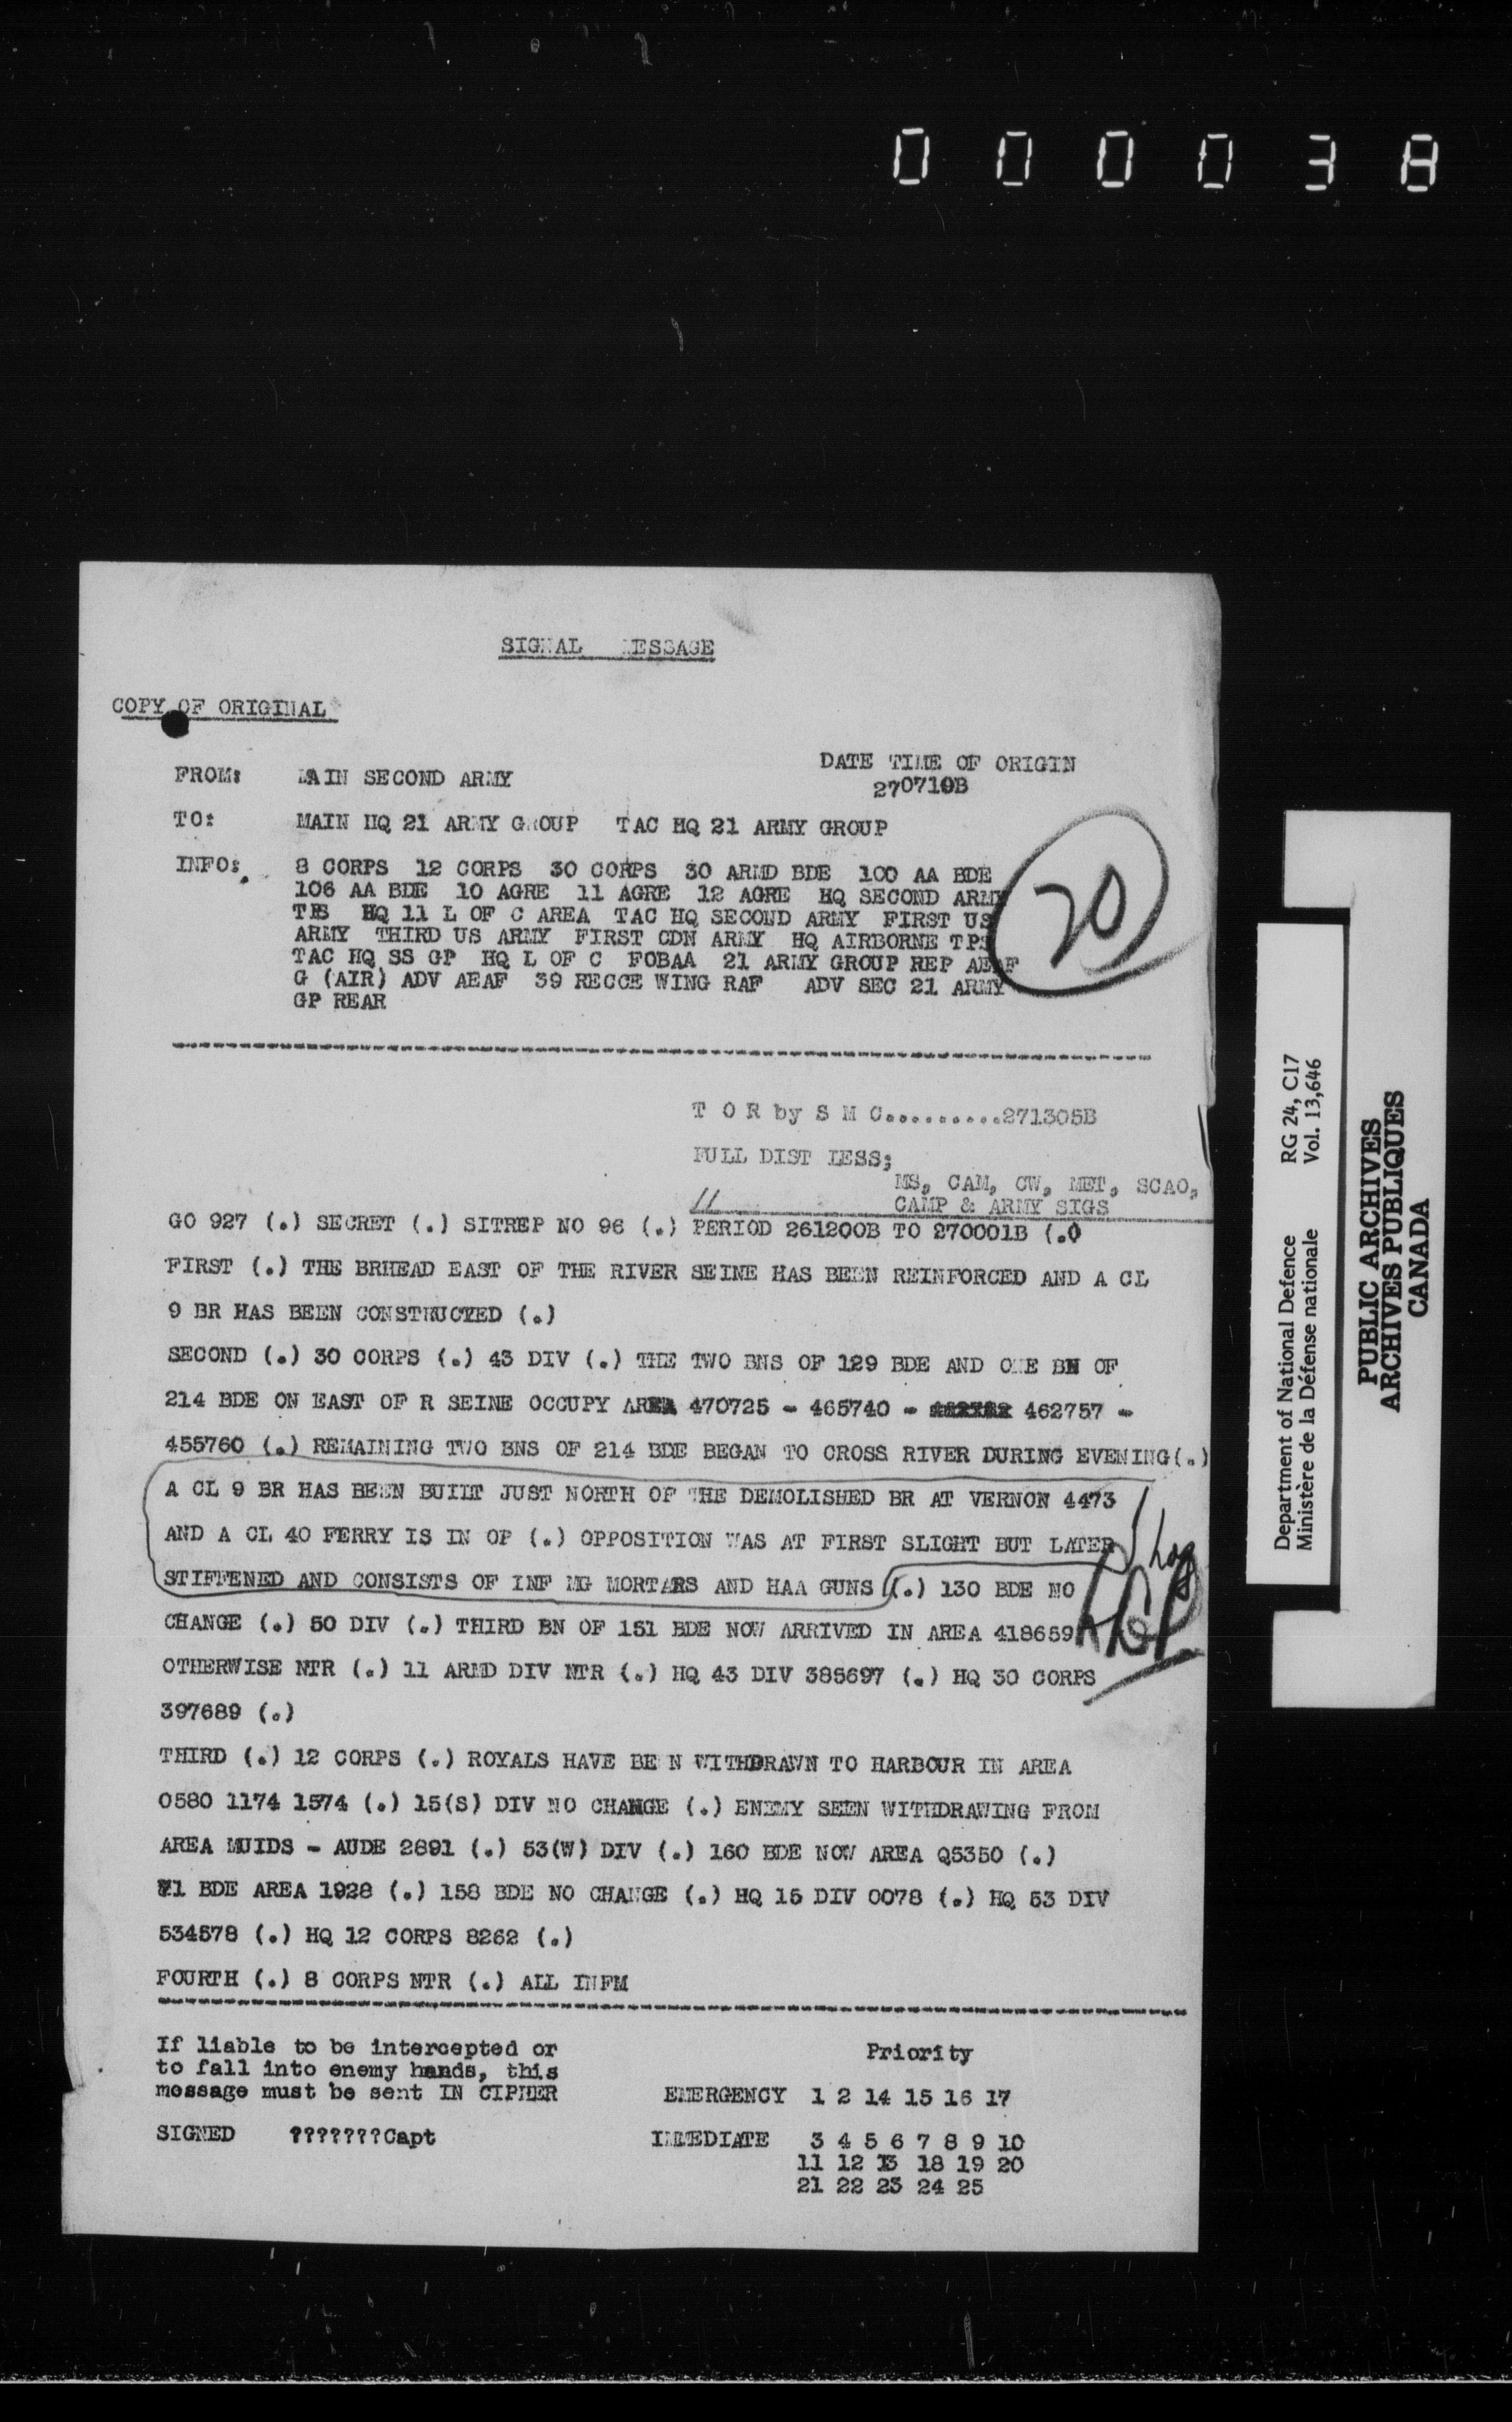 000038
SIGNAL MESSAGE
COPY OF ORIGINAL
FROM: MAIN SECOND ARMY
DATE TIME OF ORIGIN
270710B
TO: MAIN HQ 21 ARMY GROUP TAC HQ 21 ARMY GROUP
INFO: 8 CORPS 12 CORPS 30 CORPS 30 ARMD BDE 100 AA BDE
106 AA BDE 10 AGRE 11 AGRE 12 AGRE HQ SECOND ARMY
TPS HQ 11 L OF C AREA TAC HQ SECOND ARMY FIRST US
ARMY THIRD US ARMY FIRST CDN ARMY HQ AIRBORNE TPS
TAC HQ SS GP HQ L OF C FOBAA 21 ARMY GROUP REP AEAF
G (AIR) ADV AEAF 39 RECCE WING RAF ADV SEC 21 ARMY
GP REAR
20
T O R by S M C..........271305B
FULL DIST LESS;
MS, CAM, CW, MET, SCAO,
11 CAMP & ARMY SIGS
GO 927 (.) SECRET (.) SITREP NO 96 (.) PERIOD 261200B TO 270001B (.0
FIRST (.) THE BRHEAD EAST OF THE RIVER SEINE HAS BEEN REINFORCED AND A CL
9 BR HAS BEEN CONSTRUCTED (.)
SECOND (.) 30 CORPS (.) 43 DIV (.) THE TWO BNS OF 129 BDE AND ONE BN OF
214 BDE ON EAST OF R SEINE OCCUPY AREA 470725 - 465740 - 462757 -
455760 (.) REMAINING TWO BNS OF 214 BDE BEGAN TO CROSS RIVER DURING EVENING(.)
A CL 9 BR HAS BEEN BUILT JUST NORTH OF THE DEMOLISHED BR AT VERNON 4473
AND A CL 40 FERRY IS IN OP (.) OPPOSITION WAS AT FIRST SLIGHT BUT LATER
STIFFENED AND CONSISTS OF INF MG MORTARS AND HAA GUNS (.) 130 BDE NO
CHANGE (.) 50 DIV (.) THIRD BN OF 151 BDE NOW ARRIVED IN AREA 418659
OTHERWISE NTR (.) 11 ARMD DIV NTR (.) HQ 43 DIV 385697 (.) HQ 30 CORPS
397689 (.)
THIRD (.) 12 CORPS (.) ROYALS HAVE BE N WITHDRAWN TO HARBOUR IN AREA
0580 1174 1574 (.) 15(S) DIV NO CHANGE (.) ENEMY SEEN WITHDRAWING FROM
AREA MUIDS - AUDE 2891 (.) 53(W) DIV (.) 160 BDE NOW AREA Q5350 (.)
71 BDE AREA 1928 (.) 158 BDE NO CHANGE (.) HQ 15 DIV 0078 (.) HQ 53 DIV
534578 (.) HQ 12 CORPS 8262 (.)
FOURTH (.) 8 CORPS NTR (.) ALL INFM
If liable to be intercepted or
to fall into enemy hands, this
message must be sent IN CIPHER
SIGNED ???????Capt
Priority
EMERGENCY 1 2 14 15 16 17
IMMEDIATE 3 4 5 6 7 8 9 10
11 12 13 18 19 20
21 22 23 24 25
Department of National Defence RG 24, C17
Ministère de la Défense nationale Vol. 13,646
PUBLIC ARCHIVES
ARCHIVES PUBLIQUES
CANADA